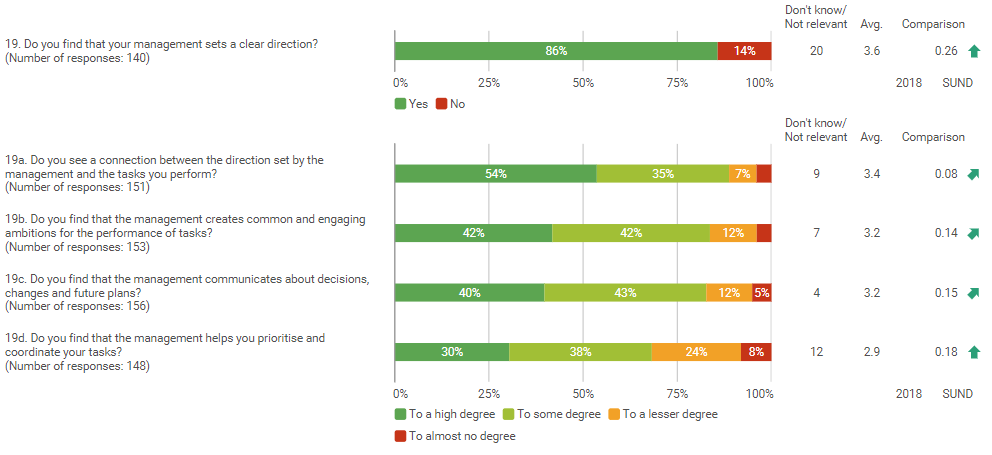 Don't know/
Not relevant Avg. Comparison
19. Do you find that your management sets a clear direction?
(Number of responses: 140)
86% 14% 20 3.6 0.26
0% 25% 50% 75% 100% 2018 SUND
Yes No
Don't know/
Not relevant Avg. Comparison
19a. Do you see a connection between the direction set by the
management and the tasks you perform?
(Number of responses: 151)
54% 35% 7% 9 3.4 0.08
19b. Do you find that the management creates common and engaging
ambitions for the performance of tasks?
(Number of responses: 153)
42% 42% 12% 7 3.2 0.14
19c. Do you find that the management communicates about decisions,
changes and future plans?
(Number of responses: 156)
40% 43% 12% 5% 4 3.2 0.15
19d. Do you find that the management helps you prioritise and
coordinate your tasks?
(Number of responses: 148)
30% 38% 24% 8% 12 2.9 0.18
0% 25% 50% 75% 100% 2018 SUND
To a high degree To some degree To a lesser degree
To almost no degree